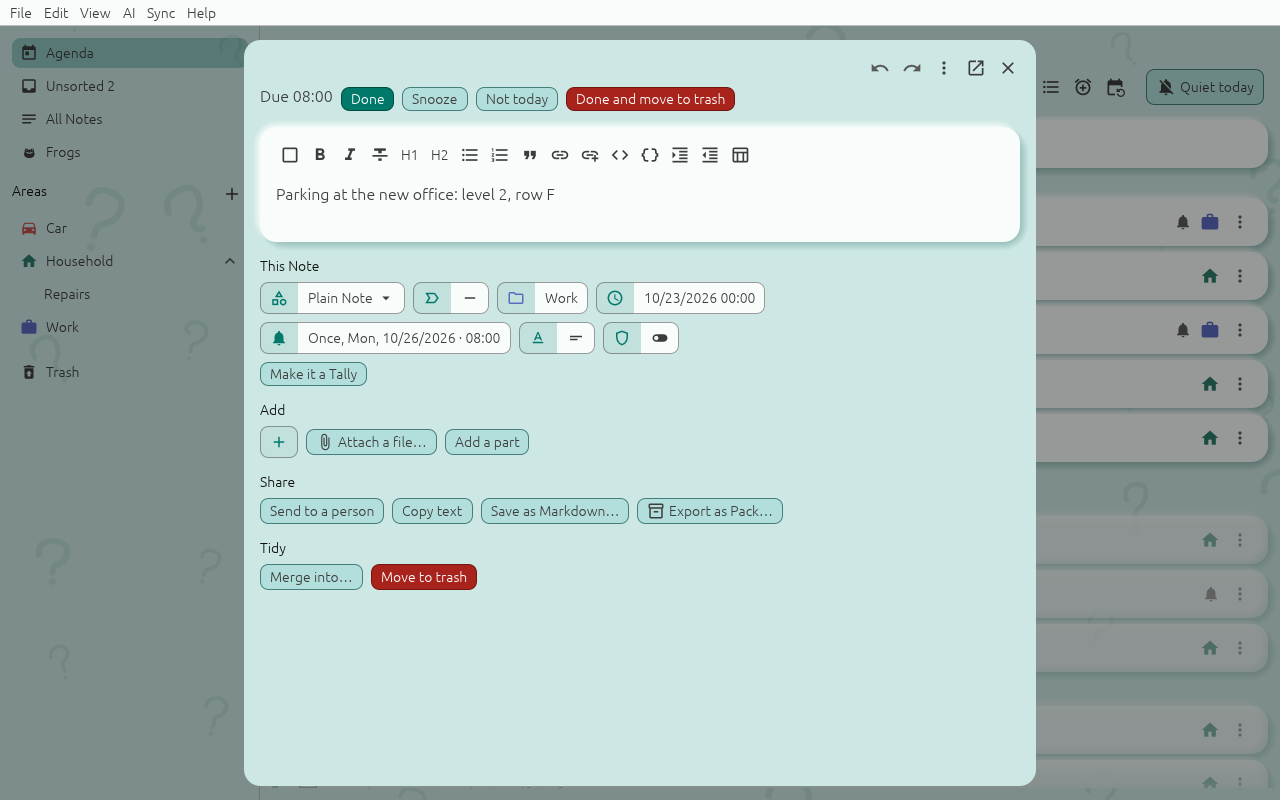 File Edit View AI Sync Help
Agenda
Unsorted 2
All Notes
Frogs
Areas
Car
Household
Repairs
Work
Trash
Quiet today
Due 08:00 Done Snooze Not today Done and move to trash
B I H1 H2
Parking at the new office: level 2, row F
This Note
Plain Note Work 10/23/2026 00:00
Once, Mon, 10/26/2026 · 08:00
Make it a Tally
Add
Attach a file… Add a part
Share
Send to a person Copy text Save as Markdown… Export as Pack…
Tidy
Merge into… Move to trash